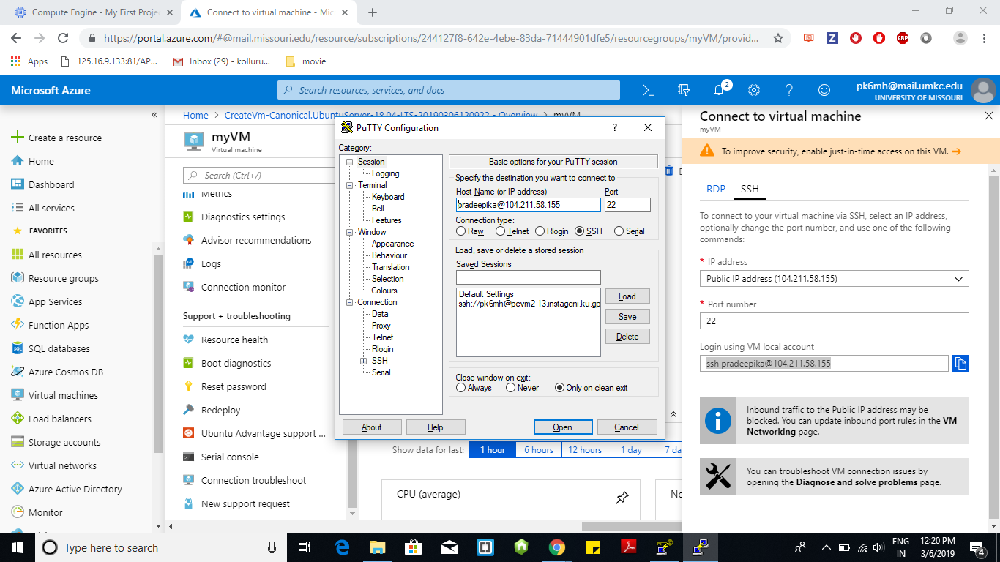 Compute Engine - My First Proje
Connect to virtual machine - Mic
https://portal.azure.com/#@mail.missouri.edu/resource/subscriptions/244127f8-642e-4ebe-83da-71444901dfe5/resourcegroups/myVM/provid...
ABP
Apps
125.16.9.133:81/AP...
Inbox (29) - kolluru...
movie
Microsoft Azure
Search resources, services, and docs
2
pk6mh@mail.umkc.edu
UNIVERSITY OF MISSOURI
Create a resource
Home
Dashboard
All services
FAVORITES
All resources
Resource groups
App Services
Function Apps
SQL databases
Azure Cosmos DB
Virtual machines
Load balancers
Storage accounts
Virtual networks
Azure Active Directory
Monitor
Home > CreateVm-Canonical.UbuntuServer-18.04-LTS-20190306120922 - Overview > myVM
myVM
Virtual machine
Search (Ctrl+/)
Metrics
Diagnostics settings
Advisor recommendations
Logs
Connection monitor
Support + troubleshooting
Resource health
Boot diagnostics
Reset password
Redeploy
Ubuntu Advantage support ...
Serial console
Connection troubleshoot
New support request
PuTTY Configuration
?
Category:
Session
Logging
Terminal
Keyboard
Bell
Features
Window
Appearance
Behaviour
Translation
Selection
Colours
Connection
Data
Proxy
Telnet
Rlogin
SSH
Serial
Basic options for your PuTTY session
Specify the destination you want to connect to
Host Name (or IP address)
Port
pradeepika@104.211.58.155
22
Connection type:
Raw
Telnet
Rlogin
SSH
Serial
Load, save or delete a stored session
Saved Sessions
Default Settings
ssh://pk6mh@pcvm2-13.instageni.ku.gp
Load
Save
Delete
Close window on exit:
Always
Never
Only on clean exit
About
Help
Open
Cancel
Show data for last:
1 hour
6 hours
12 hours
1 day
7 da
CPU (average)
Ne
Connect to virtual machine
myVM
To improve security, enable just-in-time access on this VM.
RDP
SSH
To connect to your virtual machine via SSH, select an IP address,
optionally change the port number, and use one of the following
commands:
* IP address
Public IP address (104.211.58.155)
* Port number
22
Login using VM local account
ssh pradeepika@104.211.58.155
Inbound traffic to the Public IP address may be
blocked. You can update inbound port rules in the VM
Networking page.
You can troubleshoot VM connection issues by
opening the Diagnose and solve problems page.
Type here to search
ENG
IN
12:20 PM
3/6/2019
4